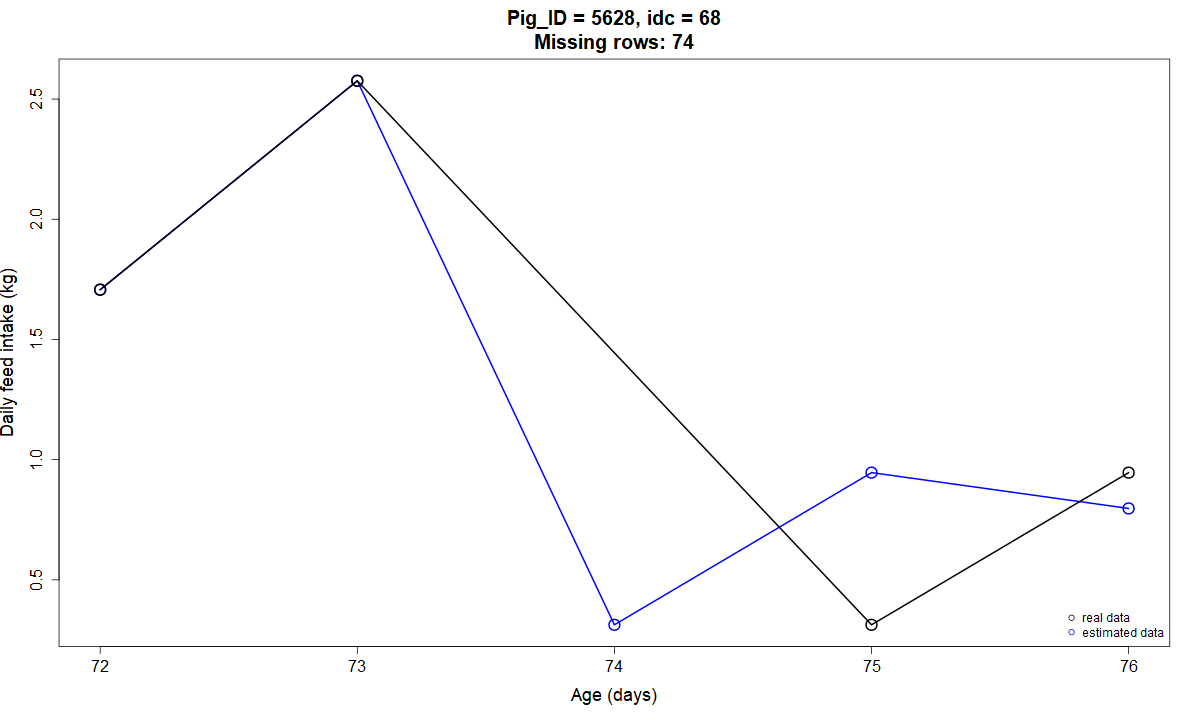 Pig_ID = 5628, idc = 68
Missing rows: 74
Daily feed intake (kg)
2.5
2.0
1.5
1.0
0.5
72 73 74 75 76
Age (days)
real data
estimated data